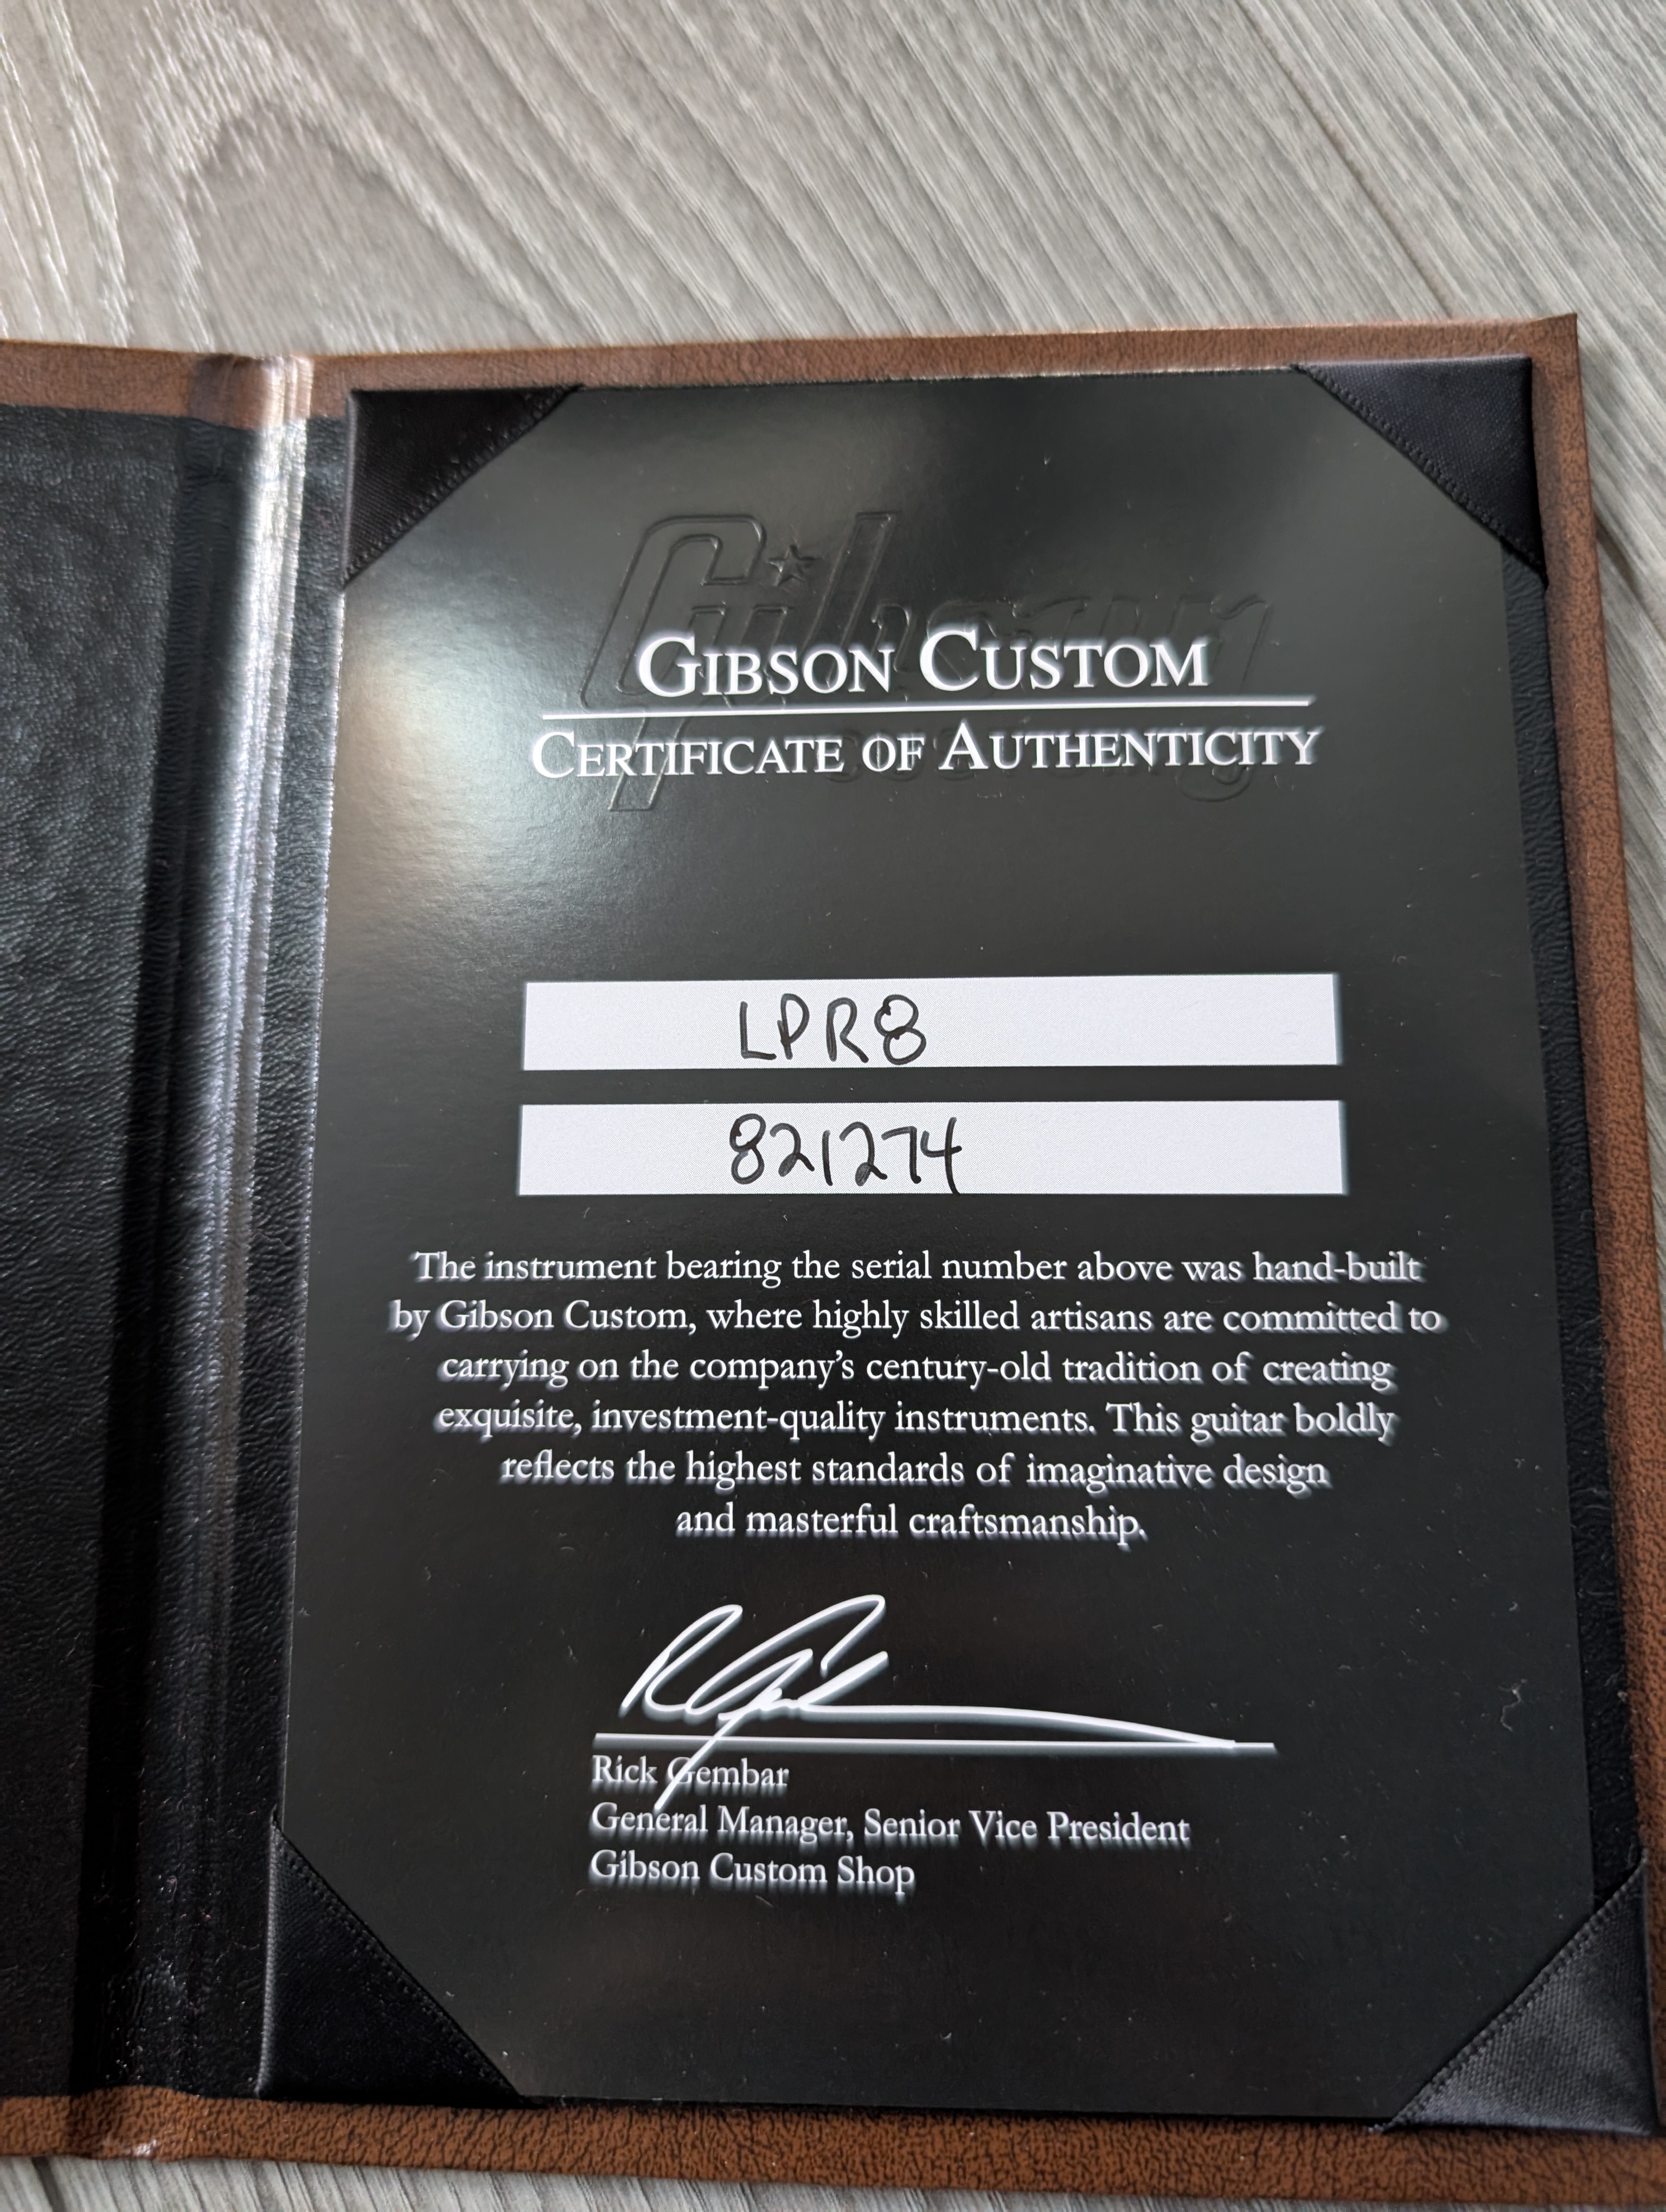 Gibson
CUSTOM
GIBSON CUSTOM
CERTIFICATE OF AUTHENTICITY
LPR8
821274
The instrument bearing the serial number above was hand-built
by Gibson Custom, where highly skilled artisans are committed to
carrying on the company's century-old tradition of creating
exquisite, investment-quality instruments. This guitar boldly
reflects the highest standards of imaginative design
and masterful craftsmanship.
Rick Gembar
General Manager, Senior Vice President
Gibson Custom Shop